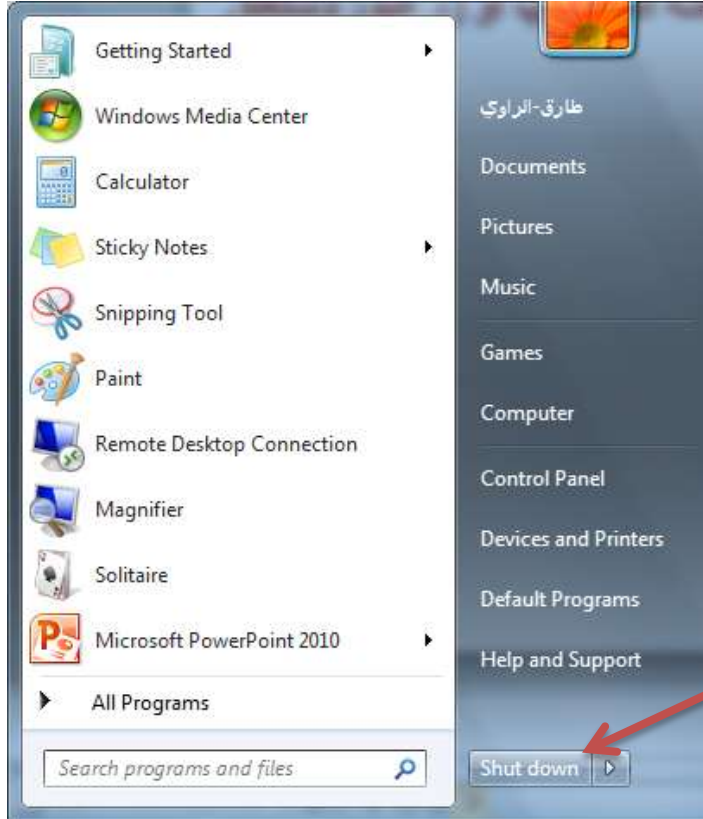 Getting Started
Windows Media Center
Calculator
Sticky Notes
Snipping Tool
Paint
Remote Desktop Connection
Magnifier
Solitaire
Microsoft PowerPoint 2010
All Programs
Search programs and files
طارق-الراوي
Documents
Pictures
Music
Games
Computer
Control Panel
Devices and Printers
Default Programs
Help and Support
Shut down